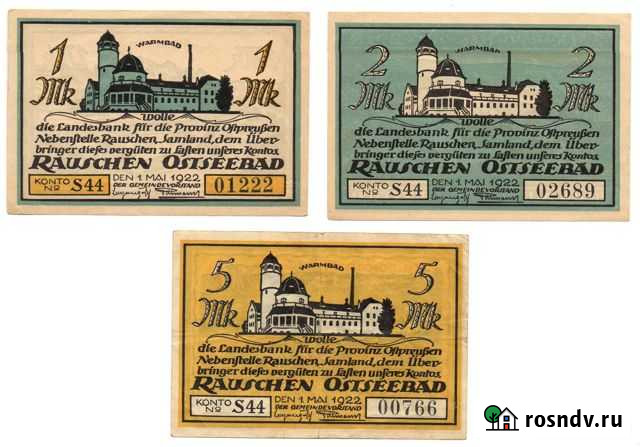 WARMBAD
1 Mk
1 Mk
wolle
die Landesbank für die Provinz Ostpreußen
Nebenstelle Rauschen, Samland, dem Über-
bringer dieses vergüten zu Lasten unseres Kontos
RAUSCHEN OSTSEEBAD
KONTO No S44
DEN 1. MAI 1922
DER GEMEINDEVORSTAND
01222
WARMBAD
2 Mk
2 Mk
wolle
die Landesbank für die Provinz Ostpreußen
Nebenstelle Rauschen, Samland, dem Über-
bringer dieses vergüten zu Lasten unseres Kontos
RAUSCHEN OSTSEEBAD
KONTO No S44
DEN 1. MAI 1922
DER GEMEINDEVORSTAND
02689
WARMBAD
5 Mk
5 Mk
wolle
die Landesbank für die Provinz Ostpreußen
Nebenstelle Rauschen, Samland, dem Über-
bringer dieses vergüten zu Lasten unseres Kontos
RAUSCHEN OSTSEEBAD
KONTO No S44
DEN 1. MAI 1922
DER GEMEINDEVORSTAND
00766
rosndv.ru